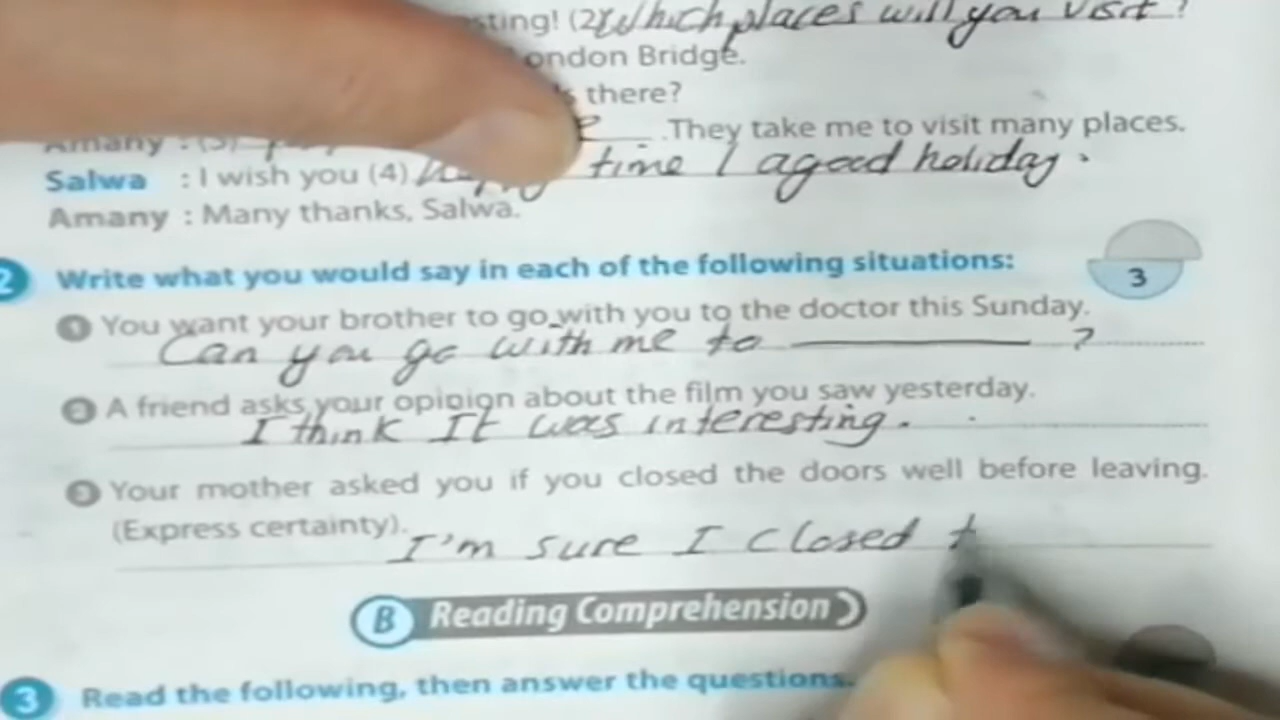 sting! (2) Which places will you visit ?
ondon Bridge.
there?
They take me to visit many places.
Amany : (3)
Salwa : I wish you (4) happy time / a good holiday.
Amany : Many thanks, Salwa.
2 Write what you would say in each of the following situations:
3
1 You want your brother to go with you to the doctor this Sunday.
Can you go with me to ______ ?
2 A friend asks your opinion about the film you saw yesterday.
I think It was interesting.
3 Your mother asked you if you closed the doors well before leaving.
(Express certainty).
I'm sure I closed t
B Reading Comprehension
3 Read the following, then answer the questions.